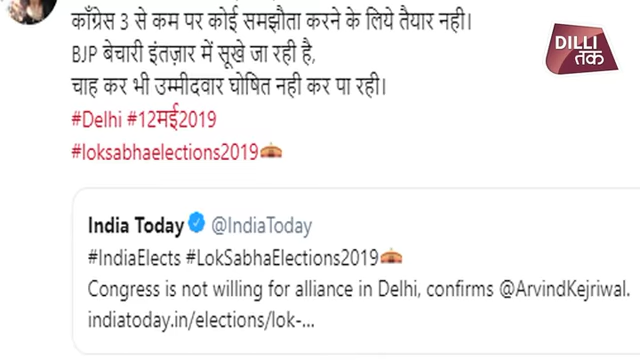 काँग्रेस 3 से कम पर कोई समझौता करने के लिये तैयार नही।
BJP बेचारी इंतज़ार में सूखे जा रही है,
चाह कर भी उम्मीदवार घोषित नही कर पा रही।
#Delhi #12मई2019
#loksabhaelections2019
DILLI
तक
India Today @IndiaToday
#IndiaElects #LokSabhaElections2019
Congress is not willing for alliance in Delhi, confirms @ArvindKejriwal.
indiatoday.in/elections/lok-...